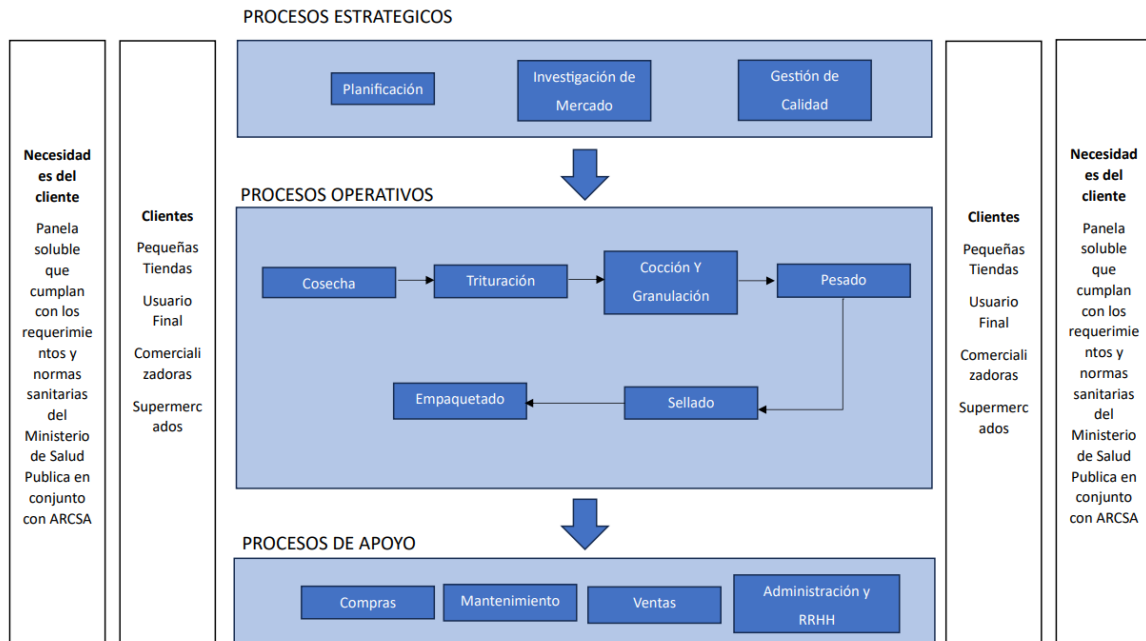 PROCESOS ESTRATEGICOS
Planificación
Investigación de
Mercado
Gestión de
Calidad
Necesidad
es del
cliente
Panela
soluble
que
cumplan
con los
requerimie
ntos y
normas
sanitarias
del
Ministerio
de Salud
Publica en
conjunto
con ARCSA
Clientes
Pequeñas
Tiendas
Usuario
Final
Comerciali
zadoras
Supermerc
ados
PROCESOS OPERATIVOS
Cosecha
Trituración
Cocción Y
Granulación
Pesado
Empaquetado
Sellado
PROCESOS DE APOYO
Compras
Mantenimiento
Ventas
Administración y
RRHH
Clientes
Pequeñas
Tiendas
Usuario
Final
Comerciali
zadoras
Supermerc
ados
Necesidad
es del
cliente
Panela
soluble
que
cumplan
con los
requerimie
ntos y
normas
sanitarias
del
Ministerio
de Salud
Publica en
conjunto
con ARCSA